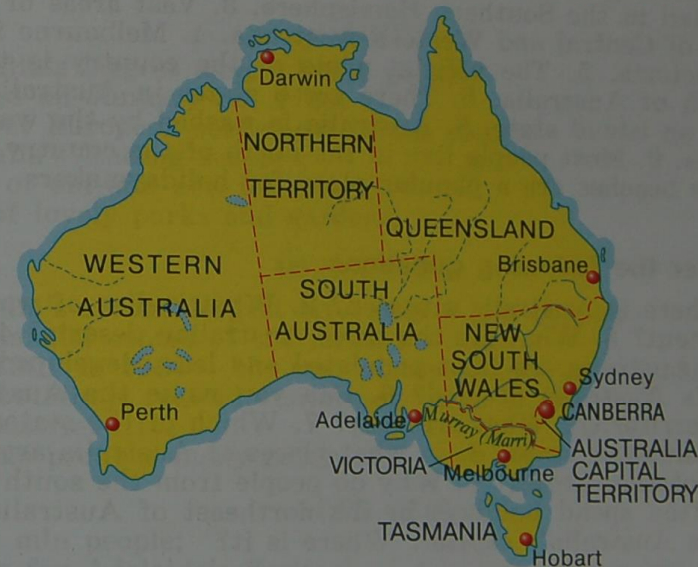 Darwin
NORTHERN
TERRITORY
QUEENSLAND
WESTERN
AUSTRALIA
Brisbane
SOUTH
AUSTRALIA
NEW
SOUTH
WALES
Sydney
Perth
Adelaide
Murray (Marri)
CANBERRA
VICTORIA
Melbourne
AUSTRALIA
CAPITAL
TERRITORY
TASMANIA
Hobart